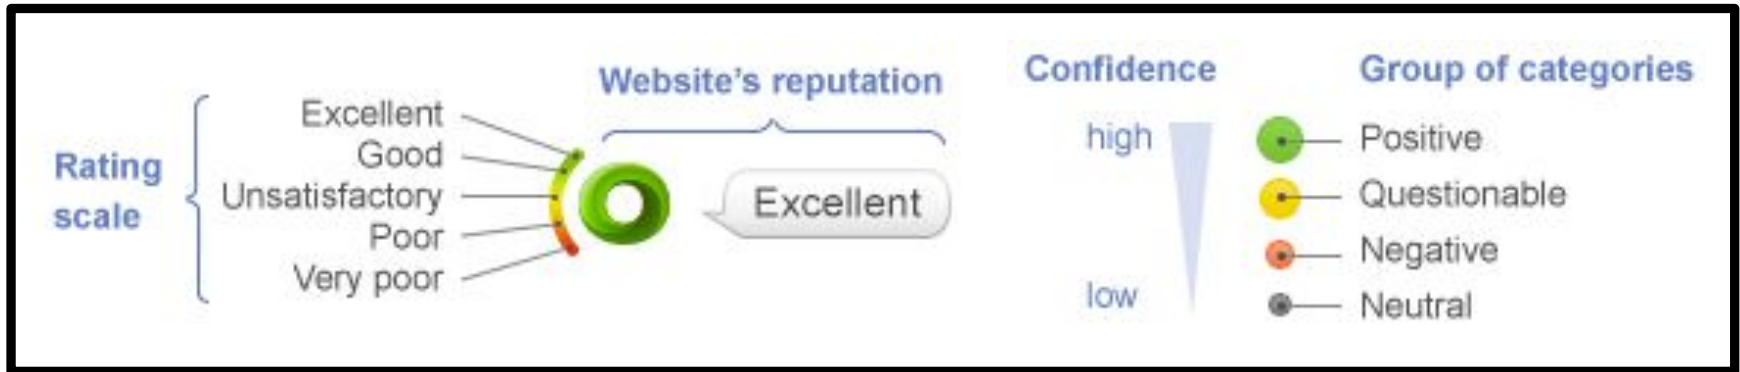 Rating
scale
Excellent
Good
Unsatisfactory
Poor
Very poor
Website's reputation
Excellent
Confidence
high
low
Group of categories
Positive
Questionable
Negative
Neutral